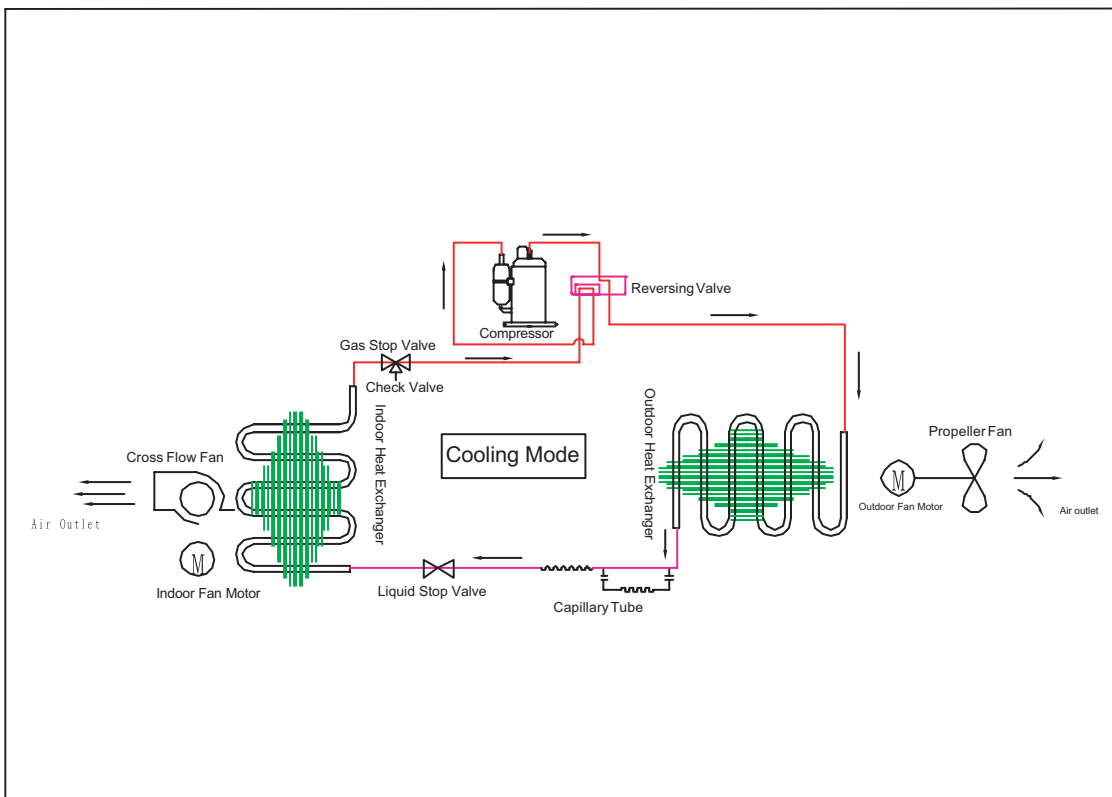 Reversing Valve
Compressor
Gas Stop Valve
Check Valve
Indoor Heat Exchanger
Outdoor Heat Exchanger
Cooling Mode
Propeller Fan
Cross Flow Fan
M
Outdoor Fan Motor
Air outlet
Air Outlet
M
Indoor Fan Motor
Liquid Stop Valve
Capillary Tube